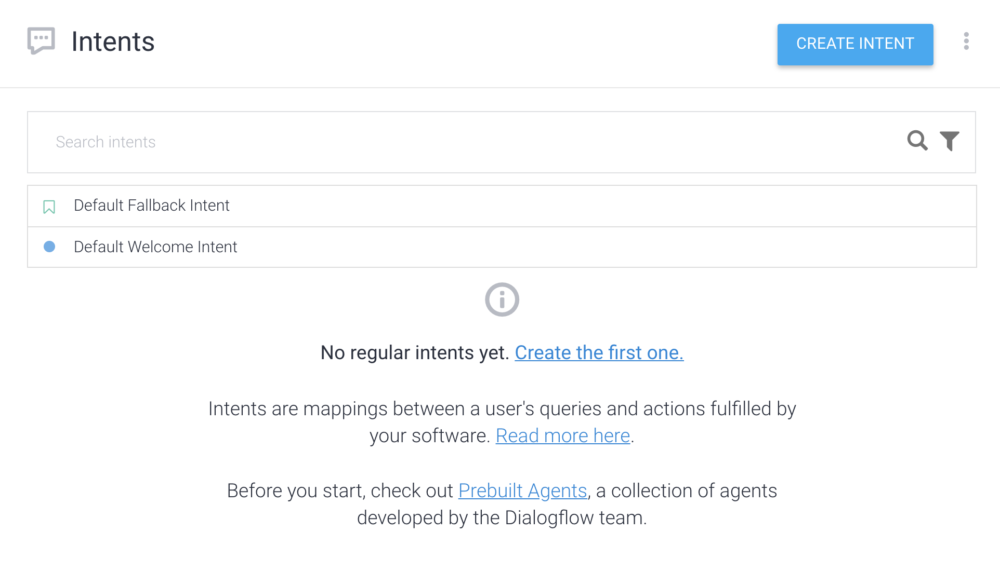 Intents
CREATE INTENT
Search intents
Default Fallback Intent
Default Welcome Intent
No regular intents yet. Create the first one.
Intents are mappings between a user's queries and actions fulfilled by
your software. Read more here.
Before you start, check out Prebuilt Agents, a collection of agents
developed by the Dialogflow team.